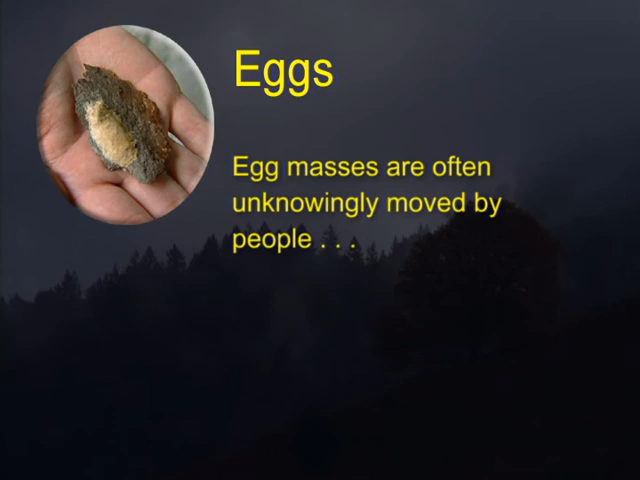 Eggs
Egg masses are often
unknowingly moved by
people . . .